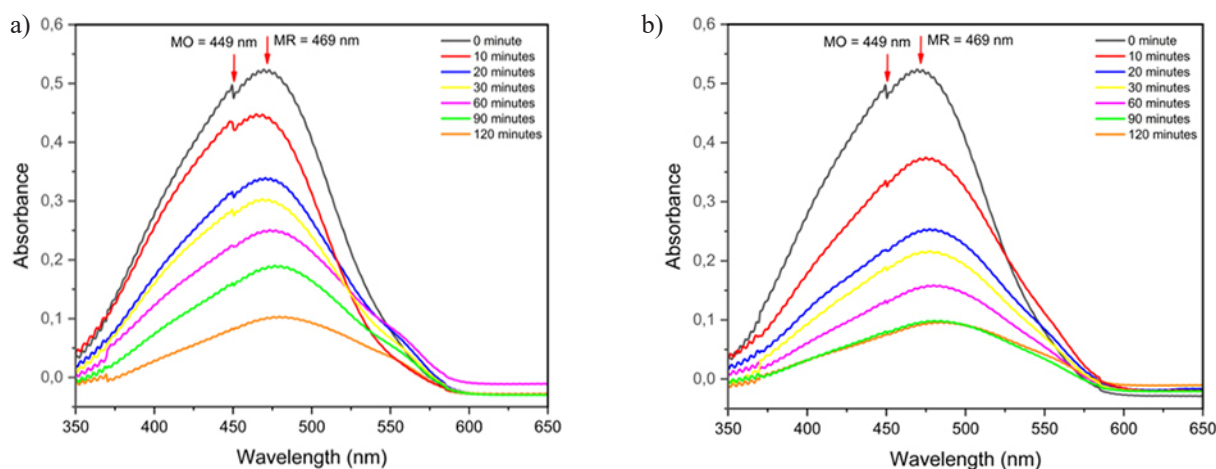 a)
0,6
0,5
0,4
0,3
0,2
0,1
0,0
Absorbance
MO = 449 nm
MR = 469 nm
0 minute
10 minutes
20 minutes
30 minutes
60 minutes
90 minutes
120 minutes
350 400 450 500 550 600 650
Wavelength (nm)
b)
0,6
0,5
0,4
0,3
0,2
0,1
0,0
Absorbance
MO = 449 nm
MR = 469 nm
0 minute
10 minutes
20 minutes
30 minutes
60 minutes
90 minutes
120 minutes
350 400 450 500 550 600 650
Wavelength (nm)